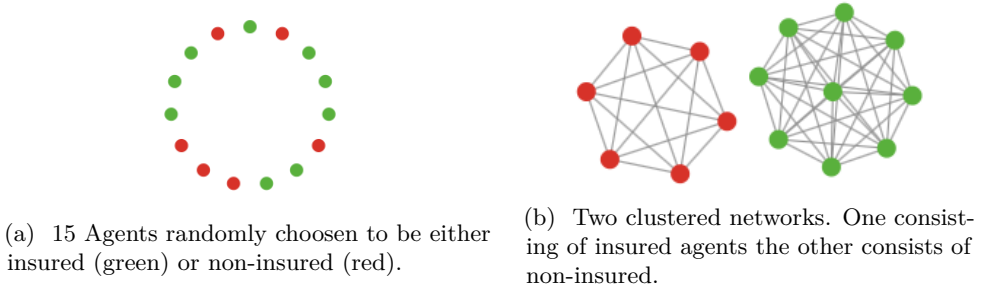 (a) 15 Agents randomly choosen to be either
insured (green) or non-insured (red).
(b) Two clustered networks. One consist-
ing of insured agents the other consists of
non-insured.